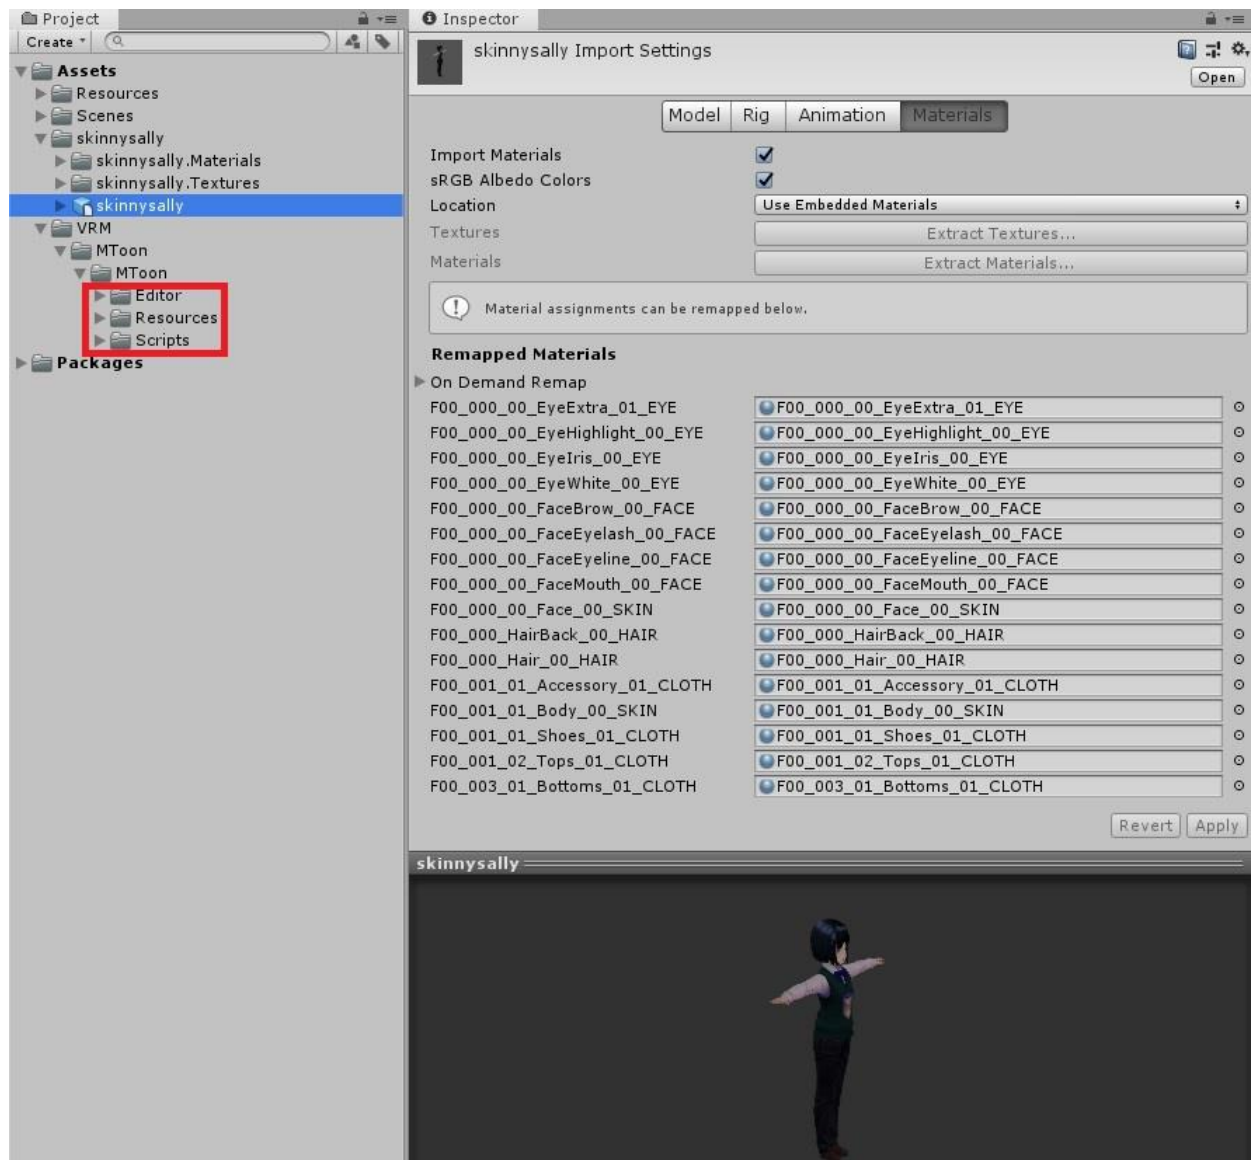 Project
Create
Assets
Resources
Scenes
skinnysally
skinnysally.Materials
skinnysally.Textures
skinnysally
VRM
MToon
MToon
Editor
Resources
Scripts
Packages
Inspector
skinnysally Import Settings
Open
Model Rig Animation Materials
Import Materials
sRGB Albedo Colors
Location Use Embedded Materials
Textures Extract Textures...
Materials Extract Materials...
Material assignments can be remapped below.
Remapped Materials
On Demand Remap
F00_000_00_EyeExtra_01_EYE F00_000_00_EyeExtra_01_EYE
F00_000_00_EyeHighlight_00_EYE F00_000_00_EyeHighlight_00_EYE
F00_000_00_EyeIris_00_EYE F00_000_00_EyeIris_00_EYE
F00_000_00_EyeWhite_00_EYE F00_000_00_EyeWhite_00_EYE
F00_000_00_FaceBrow_00_FACE F00_000_00_FaceBrow_00_FACE
F00_000_00_FaceEyelash_00_FACE F00_000_00_FaceEyelash_00_FACE
F00_000_00_FaceEyeline_00_FACE F00_000_00_FaceEyeline_00_FACE
F00_000_00_FaceMouth_00_FACE F00_000_00_FaceMouth_00_FACE
F00_000_00_Face_00_SKIN F00_000_00_Face_00_SKIN
F00_000_HairBack_00_HAIR F00_000_HairBack_00_HAIR
F00_000_Hair_00_HAIR F00_000_Hair_00_HAIR
F00_001_01_Accessory_01_CLOTH F00_001_01_Accessory_01_CLOTH
F00_001_01_Body_00_SKIN F00_001_01_Body_00_SKIN
F00_001_01_Shoes_01_CLOTH F00_001_01_Shoes_01_CLOTH
F00_001_02_Tops_01_CLOTH F00_001_02_Tops_01_CLOTH
F00_003_01_Bottoms_01_CLOTH F00_003_01_Bottoms_01_CLOTH
Revert Apply
skinnysally